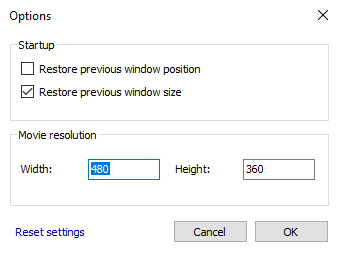 Options
Startup
Restore previous window position
Restore previous window size
Movie resolution
Width: 480 Height: 360
Reset settings Cancel OK